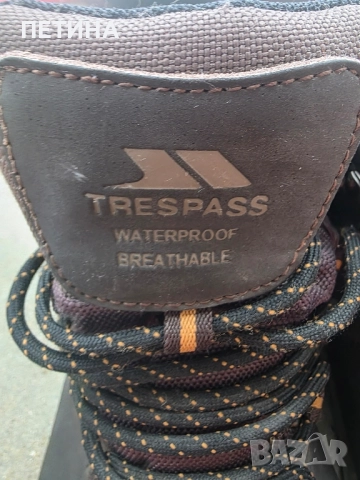 ПЕТИНА
TRESPASS
WATERPROOF
BREATHABLE
BAZAR